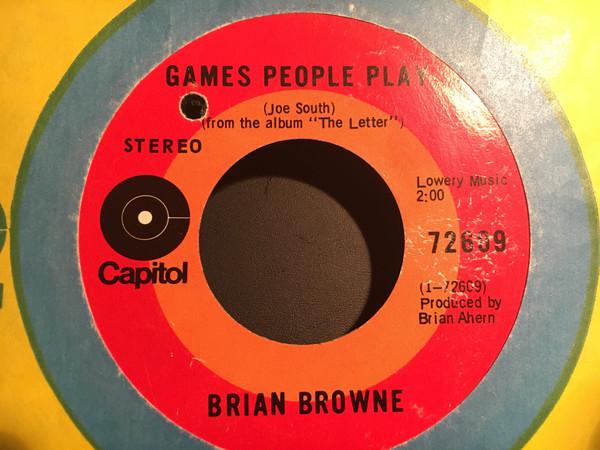 GAMES PEOPLE PLAY
(Joe South)
(from the album "The Letter")
STEREO
Lowery Music
2:00
72609
Capitol
(1-72609)
Produced by
Brian Ahern
BRIAN BROWNE